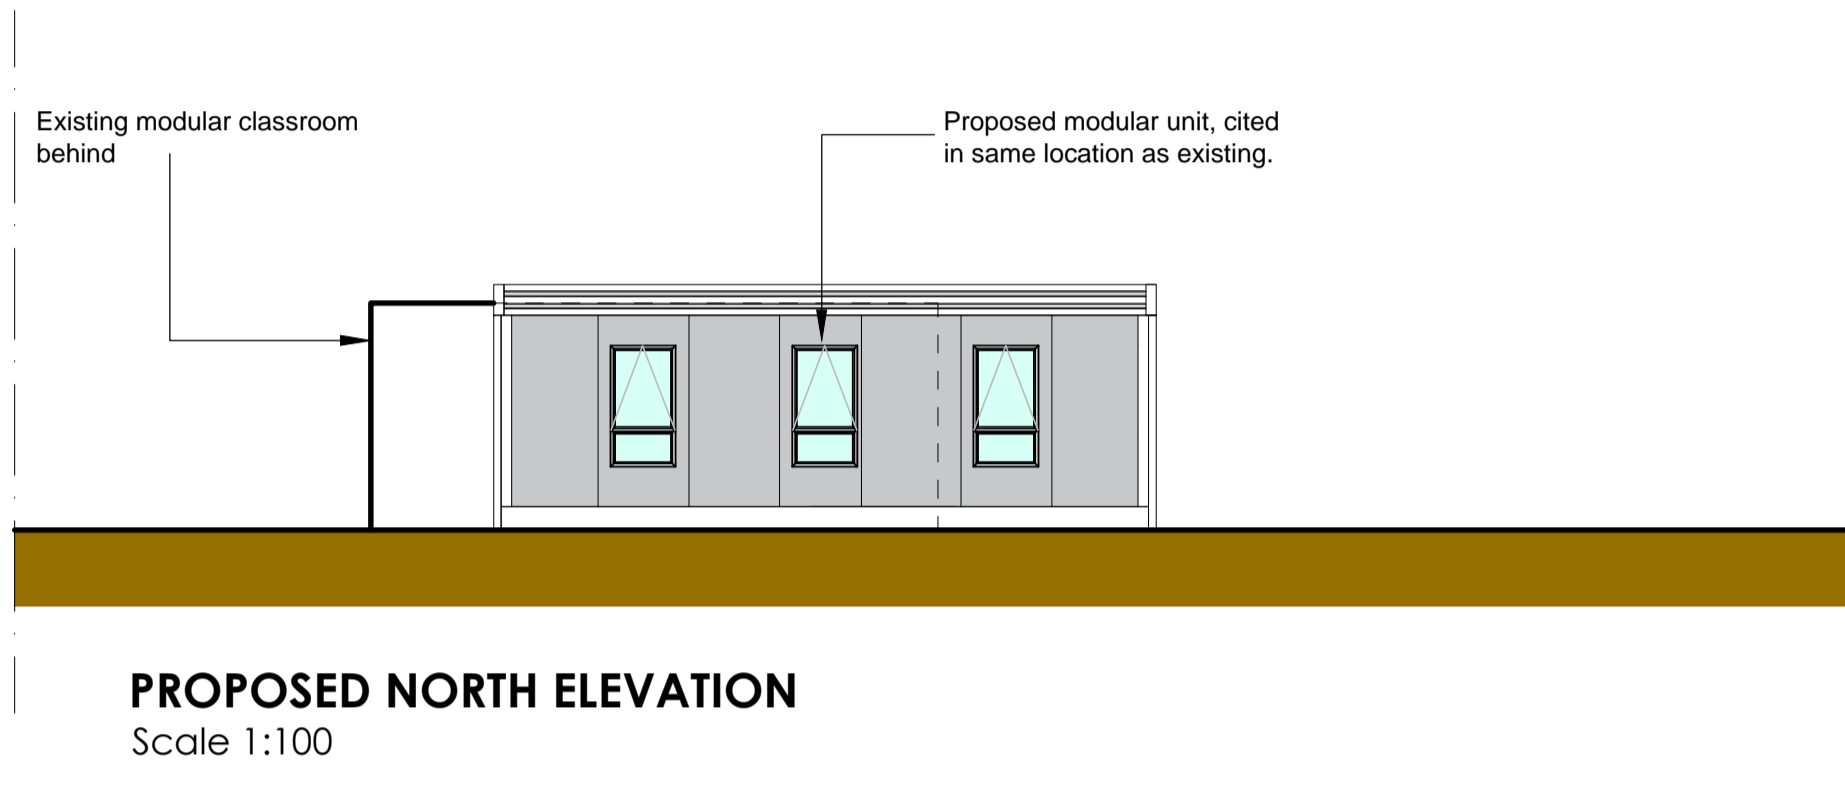 Existing modular classroom
behind
Proposed modular unit, cited
in same location as existing.
PROPOSED NORTH ELEVATION
Scale 1:100